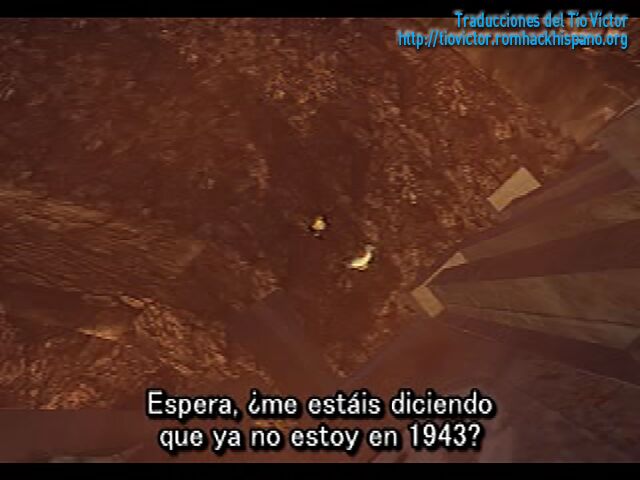 Traducciones del Tío Victor
http://tiovictor.romhackhispano.org
Espera, ¿me estáis diciendo
que ya no estoy en 1943?